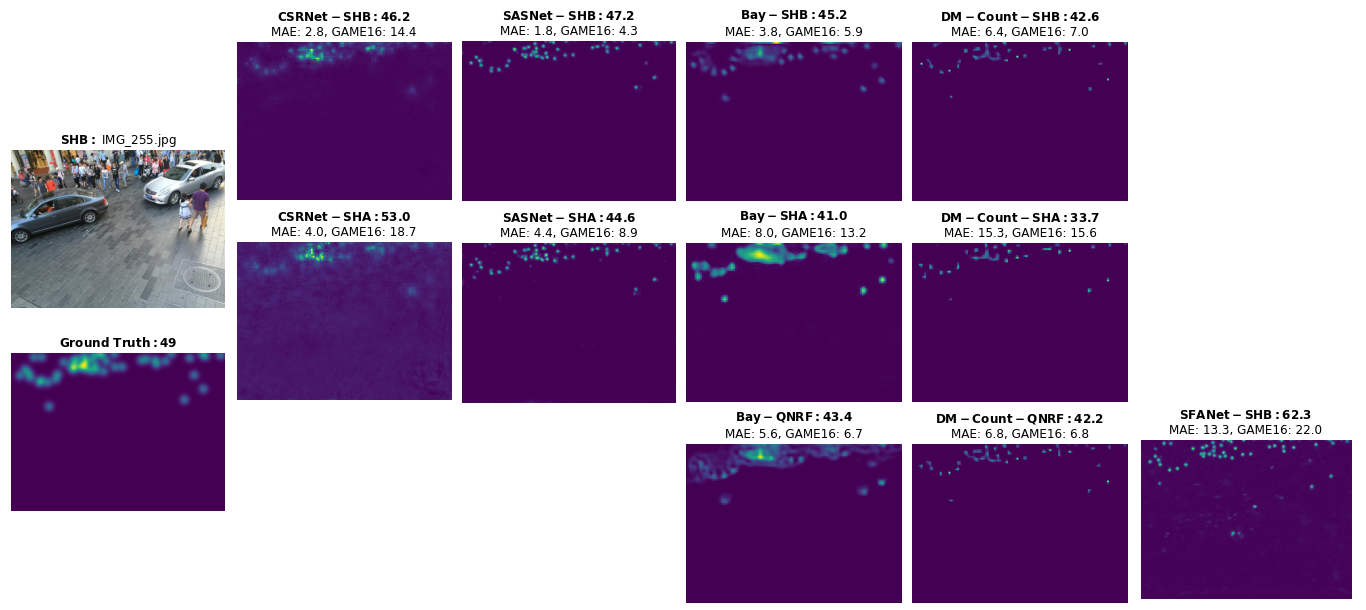 CSRNet−SHB: 46.2
MAE: 2.8, GAME16: 14.4
SASNet−SHB: 47.2
MAE: 1.8, GAME16: 4.3
Bay−SHB: 45.2
MAE: 3.8, GAME16: 5.9
DM−Count−SHB: 42.6
MAE: 6.4, GAME16: 7.0
SHB: IMG_255.jpg
CSRNet−SHA: 53.0
MAE: 4.0, GAME16: 18.7
SASNet−SHA: 44.6
MAE: 4.4, GAME16: 8.9
Bay−SHA: 41.0
MAE: 8.0, GAME16: 13.2
DM−Count−SHA: 33.7
MAE: 15.3, GAME16: 15.6
Ground Truth: 49
Bay−QNRF: 43.4
MAE: 5.6, GAME16: 6.7
DM−Count−QNRF: 42.2
MAE: 6.8, GAME16: 6.8
SFANet−SHB: 62.3
MAE: 13.3, GAME16: 22.0